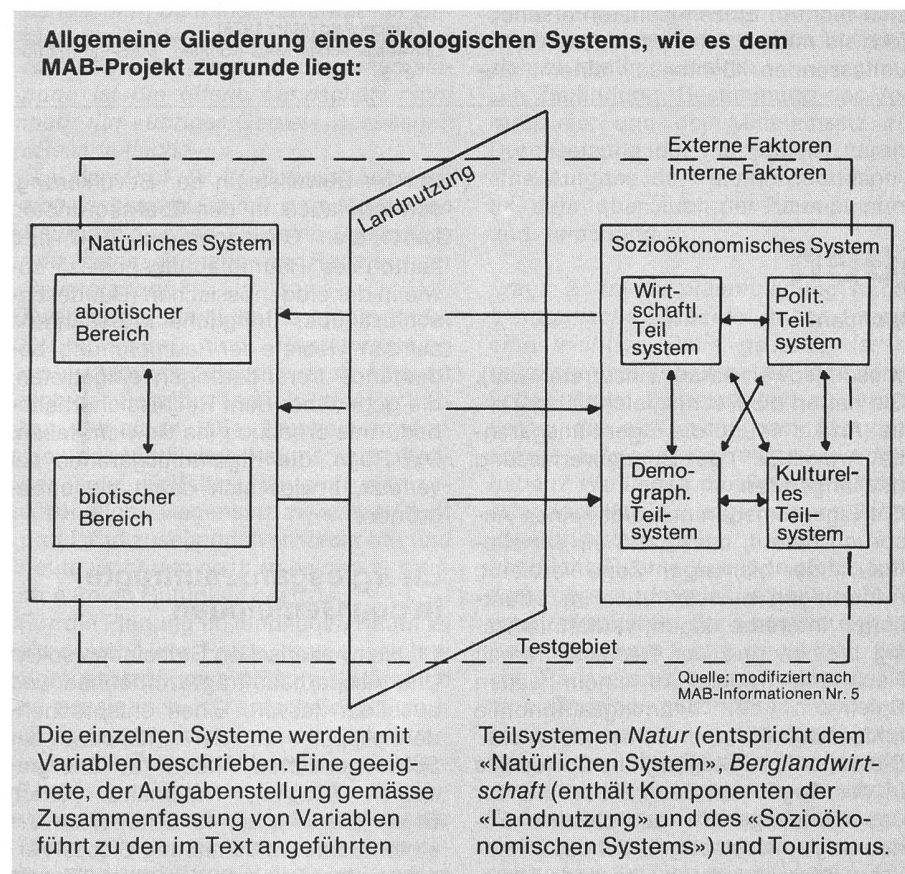 Allgemeine Gliederung eines ökologischen Systems, wie es dem
MAB-Projekt zugrunde liegt:
Externe Faktoren
Interne Faktoren
Landnutzung
Natürliches System
Sozioökonomisches System
abiotischer
Bereich
Wirt-
schaftl.
Teil
system
Polit.
Teil-
system
biotischer
Bereich
Demo-
graph.
Teil-
system
Kulturel-
les
Teil-
system
Testgebiet
Quelle: modifiziert nach
MAB-Informationen Nr. 5
Die einzelnen Systeme werden mit
Variablen beschrieben. Eine geeig-
nete, der Aufgabenstellung gemässe
Zusammenfassung von Variablen
führt zu den im Text angeführten
Teilsystemen Natur (entspricht dem
«Natürlichen System», Berglandwirt-
schaft (enthält Komponenten der
«Landnutzung» und des «Sozioöko-
nomischen Systems») und Tourismus.